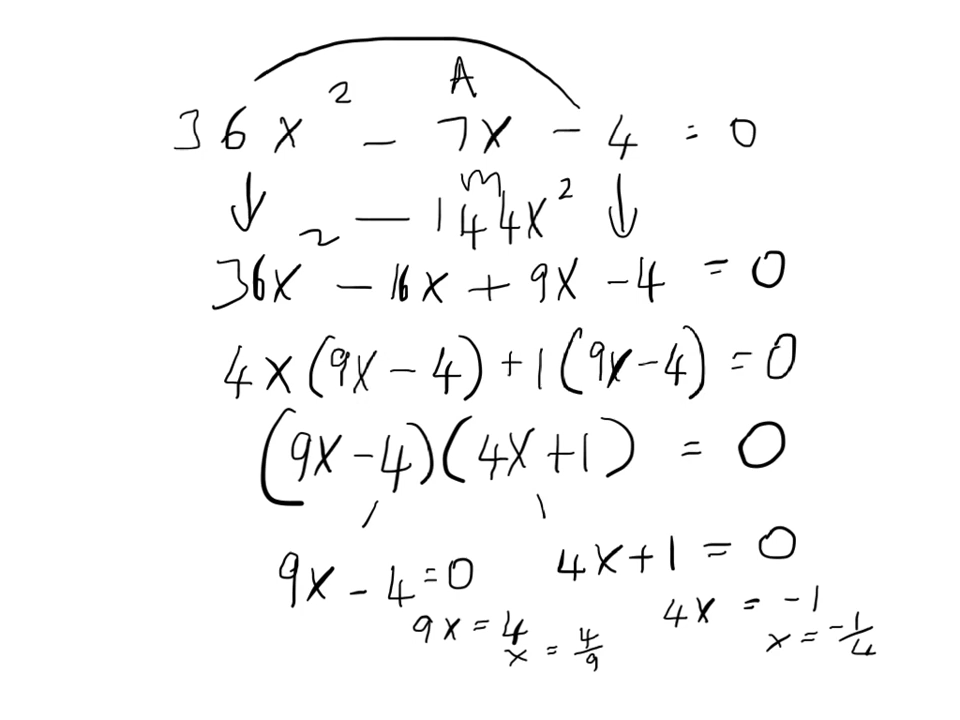 A
36x² - 7x - 4 = 0
m
- 144x²
36x² - 16x + 9x - 4 = 0
4x(9x - 4) + 1(9x - 4) = 0
(9x - 4)(4x + 1) = 0
9x - 4 = 0
9x = 4
x = 4/9
4x + 1 = 0
4x = -1
x = -1/4